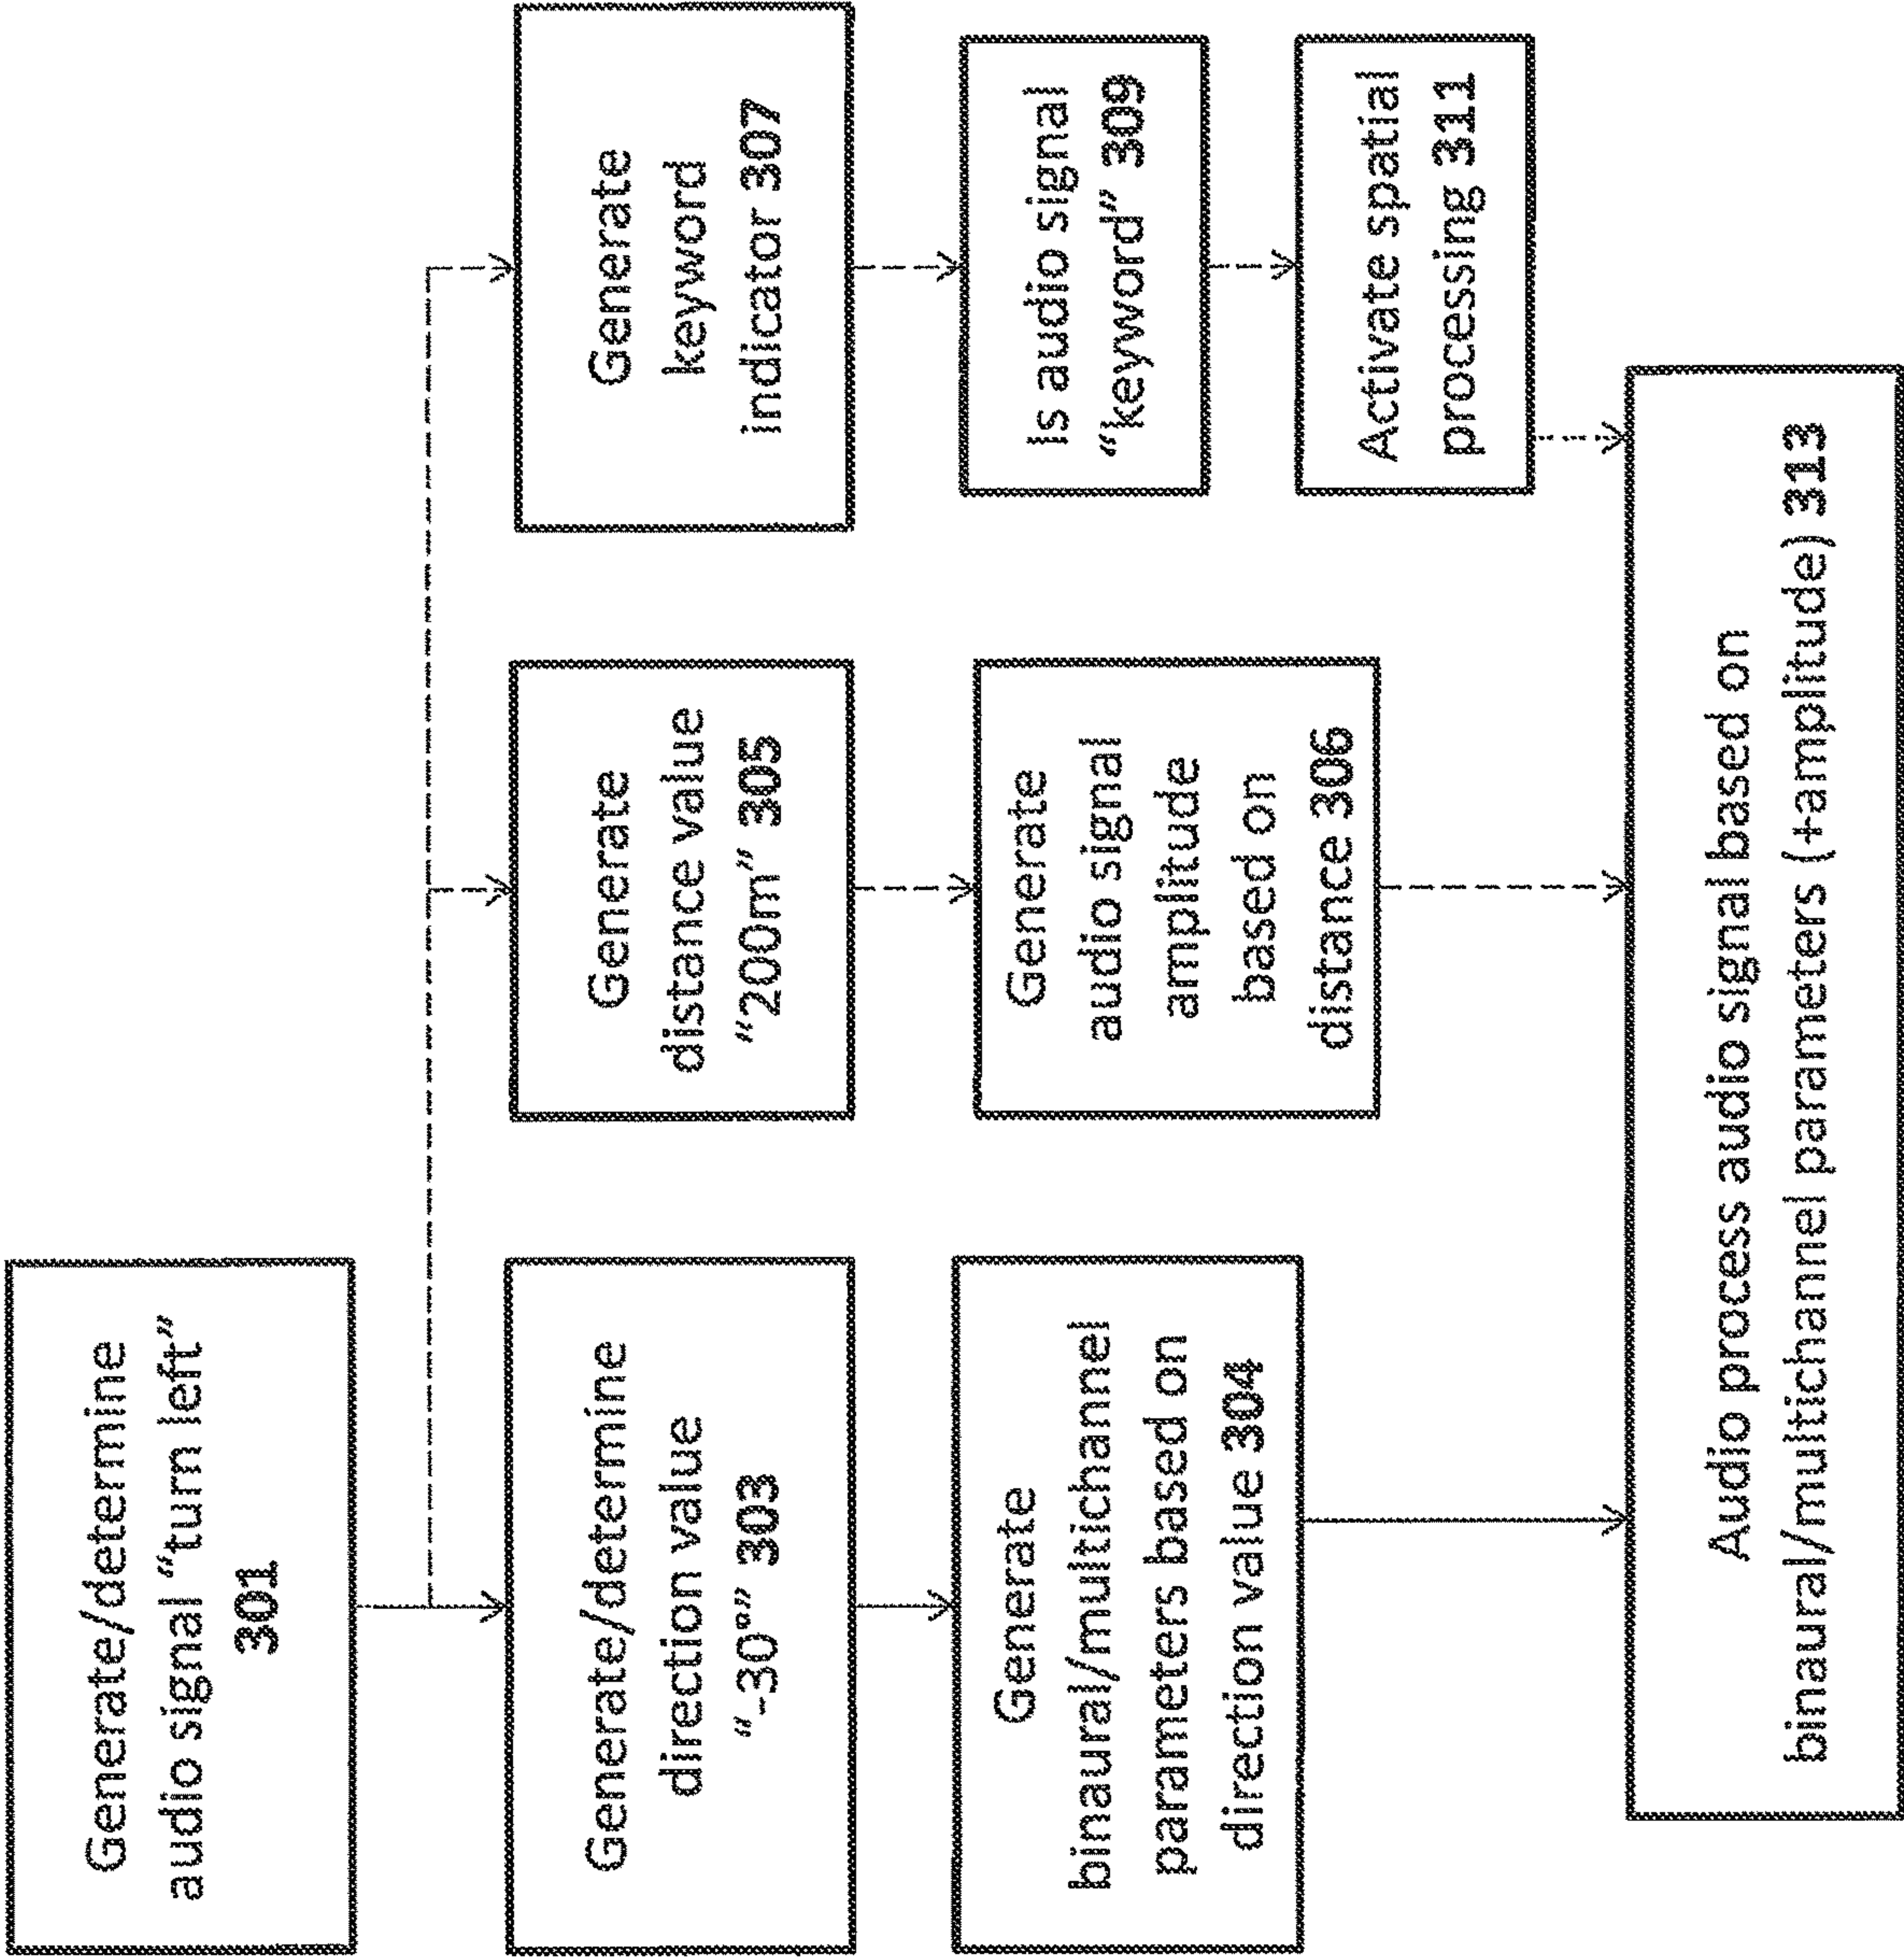 Generate/determine
audio signal “turn left”
301
Generate/determine
direction value
“-30°” 303
Generate
distance value
“200m” 305
Generate
keyword
indicator 307
Generate
binaural/multichannel
parameters based on
direction value 304
Generate
audio signal
amplitude
based on
distance 306
Is audio signal
“keyword” 309
Activate spatial
processing 311
Audio process audio signal based on
binaural/multichannel parameters (+amplitude) 313